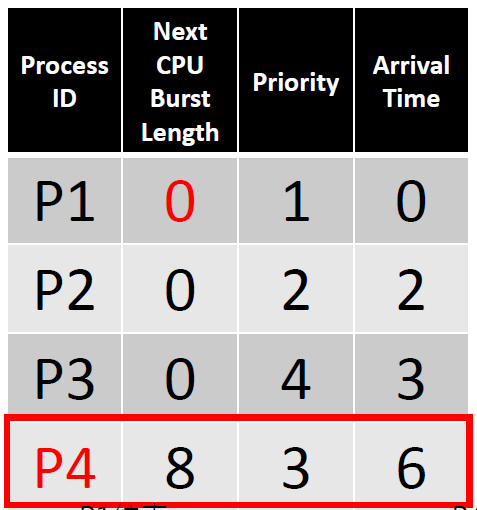 Process ID Next CPU Burst Length Priority Arrival Time
P1 0 1 0
P2 0 2 2
P3 0 4 3
P4 8 3 6